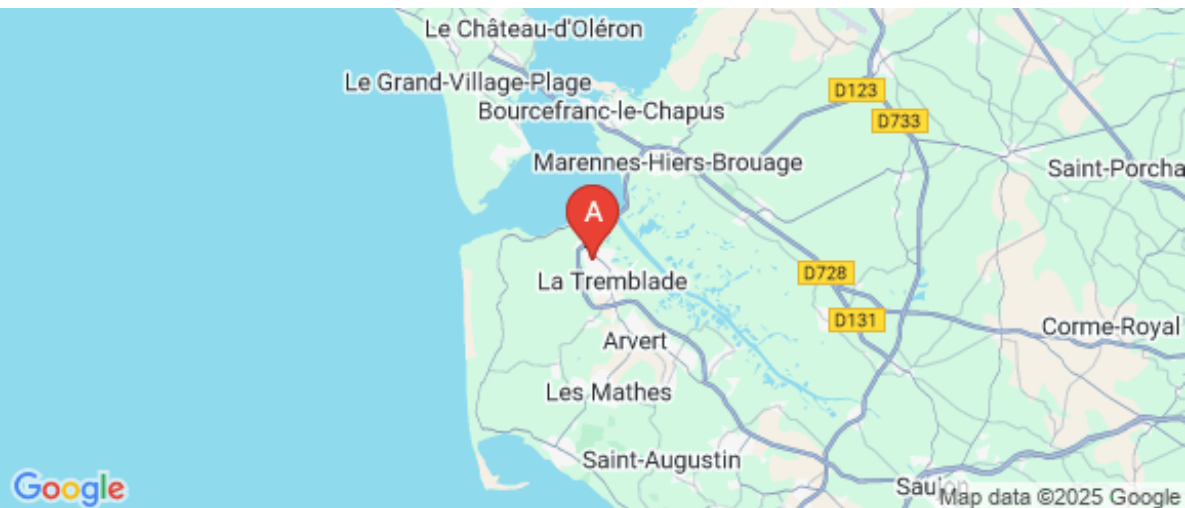 Le Château-d'Oléron
Le Grand-Village-Plage
D123
Bourcefranc-le-Chapus
D733
Marennes-Hiers-Brouage
Saint-Porcha
A
La Tremblade
D728
D131
Corme-Royal
Arvert
Les Mathes
Saint-Augustin
Saujon
Google
Map data ©2025 Google